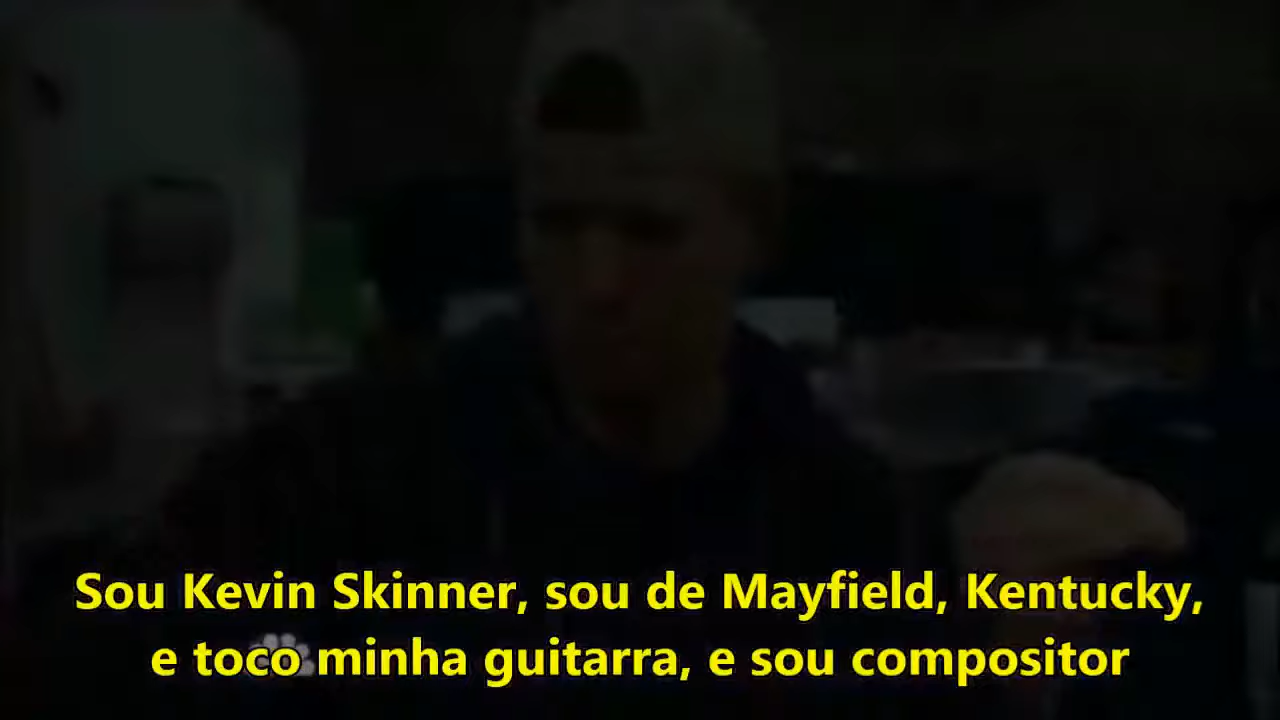 Sou Kevin Skinner, sou de Mayfield, Kentucky,
e toco minha guitarra, e sou compositor